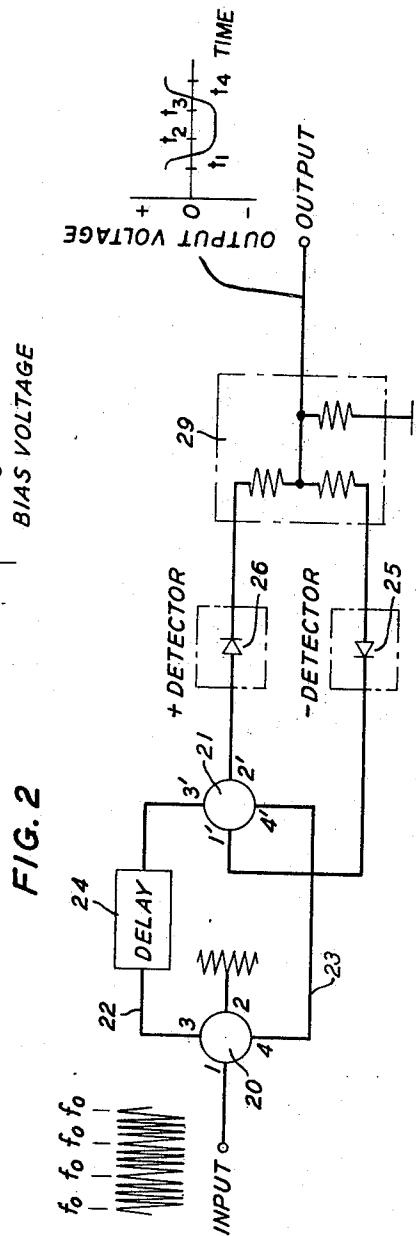 BIAS VOLTAGE
FIG. 2
f₀ f₀ f₀ f₀
INPUT
1
2
3
4
20
22
24
DELAY
23
21
1'
2'
3'
4'
+ DETECTOR
26
- DETECTOR
25
29
OUTPUT
OUTPUT VOLTAGE
+
0
-
t₁
t₂
t₃
t₄
TIME